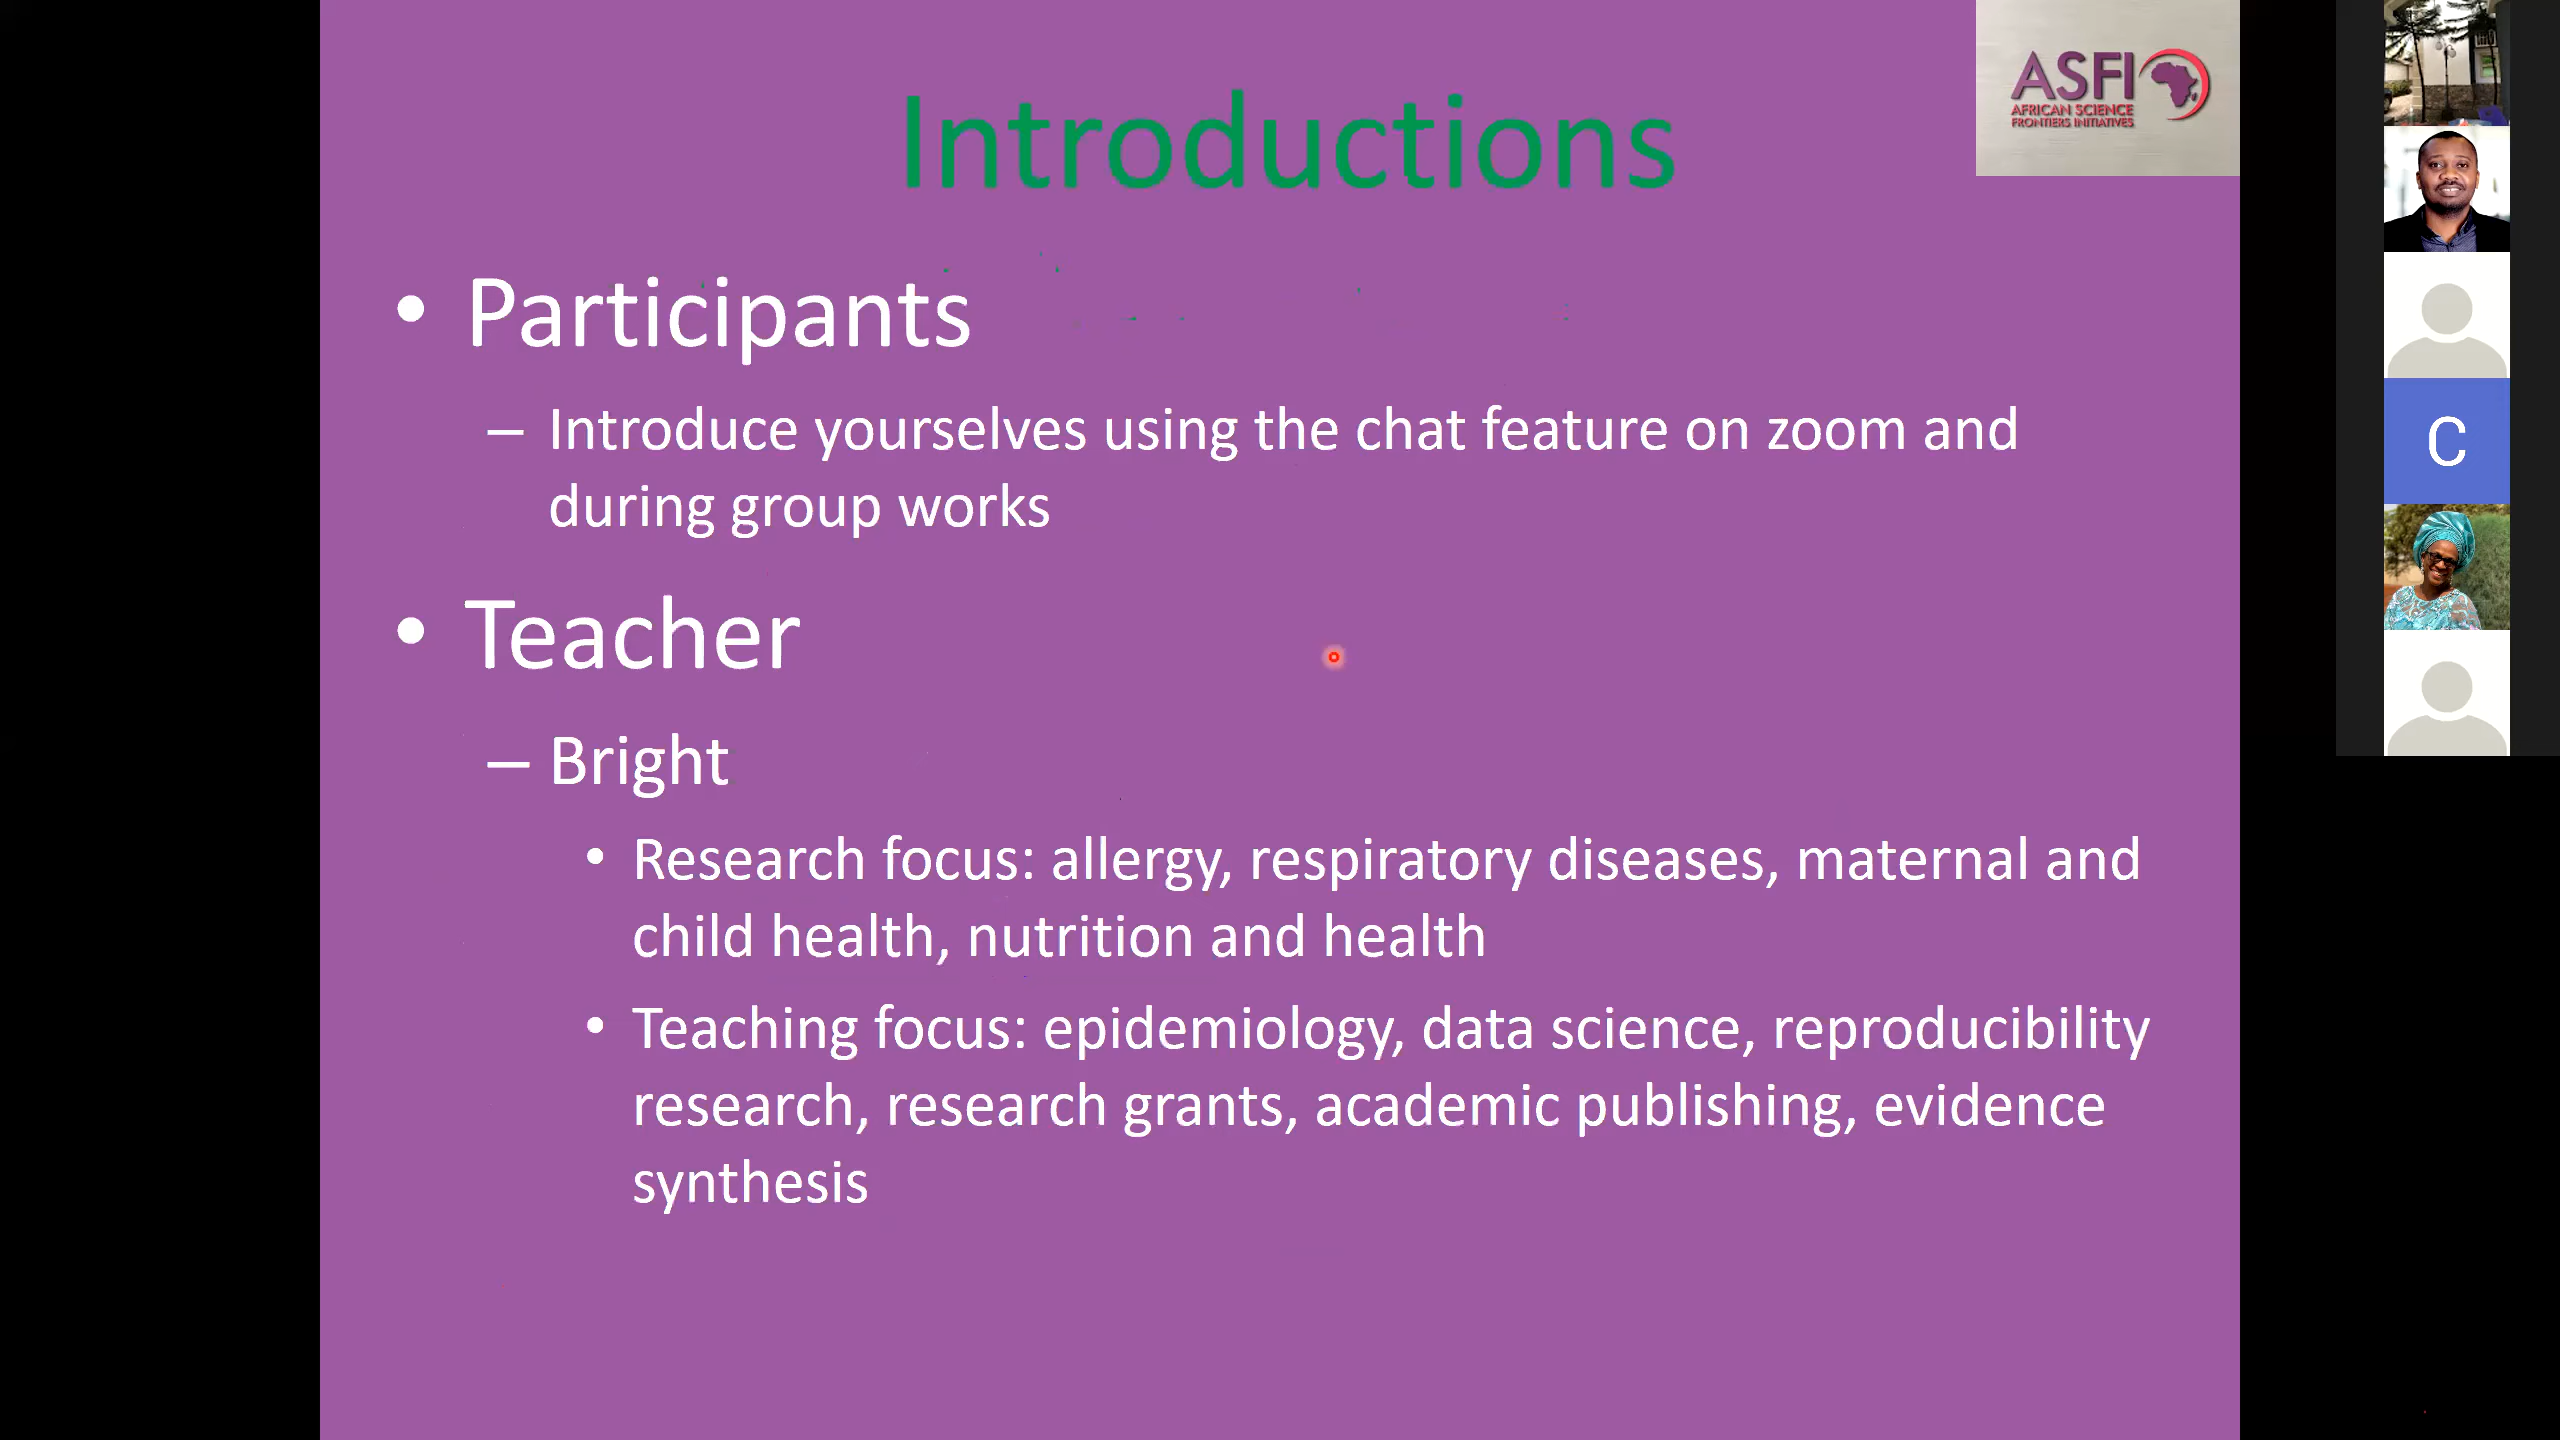 Introductions
ASFI
AFRICAN SCIENCE
FRONTIERS INITIATIVES
• Participants
– Introduce yourselves using the chat feature on zoom and
during group works
• Teacher
– Bright
• Research focus: allergy, respiratory diseases, maternal and
child health, nutrition and health
• Teaching focus: epidemiology, data science, reproducibility
research, research grants, academic publishing, evidence
synthesis
C